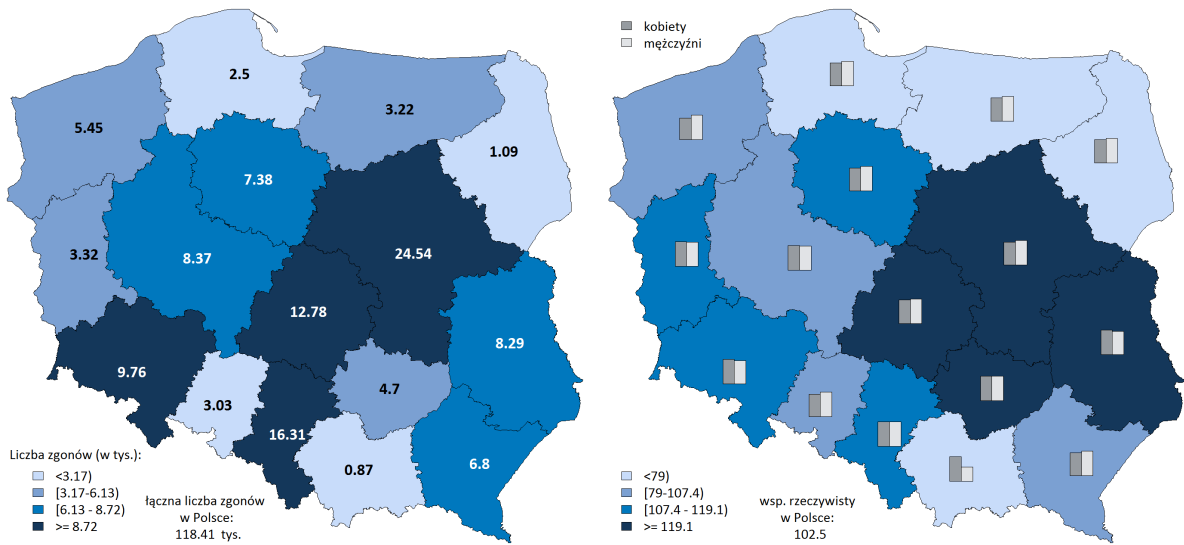 2.5
3.22
5.45
1.09
7.38
3.32
8.37
24.54
12.78
8.29
9.76
4.7
3.03
16.31
0.87
6.8
Liczba zgonów (w tys.):
<3.17)
[3.17-6.13)
[6.13 - 8.72)
>= 8.72
łączna liczba zgonów
w Polsce:
118.41 tys.
kobiety
mężczyźni
<79)
[79-107.4)
[107.4 - 119.1)
>= 119.1
wsp. rzeczywisty
w Polsce:
102.5